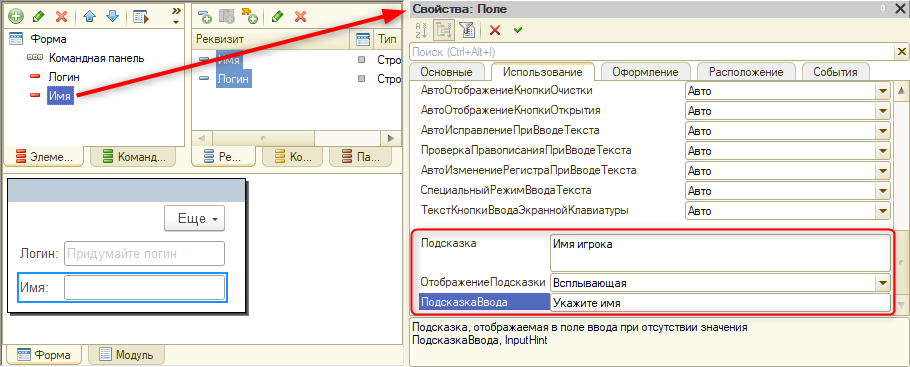 »
Форма
Командная панель
Логин
Имя
Элеме...
Команд...
Реквизит
Тип
Имя
Стро
Логин
Стро
Ре...
Ко...
Па...
Еще
Логин:
Придумайте логин
Имя:
Форма
Модуль
Свойства: Поле
Поиск (Ctrl+Alt+I)
Основные
Использование
Оформление
Расположение
События
АвтоОтображениеКнопкиОчистки Авто
АвтоОтображениеКнопкиОткрытия Авто
АвтоИсправлениеПриВводеТекста Авто
ПроверкаПравописанияПриВводеТекста Авто
АвтоИзменениеРегистраПриВводеТекста Авто
СпециальныйРежимВводаТекста Авто
ТекстКнопкиВводаЭкраннойКлавиатуры Авто
Подсказка Имя игрока
ОтображениеПодсказки Всплывающая
ПодсказкаВвода Укажите имя
Подсказка, отображаемая в поле ввода при отсутствии значения
ПодсказкаВвода, InputHint